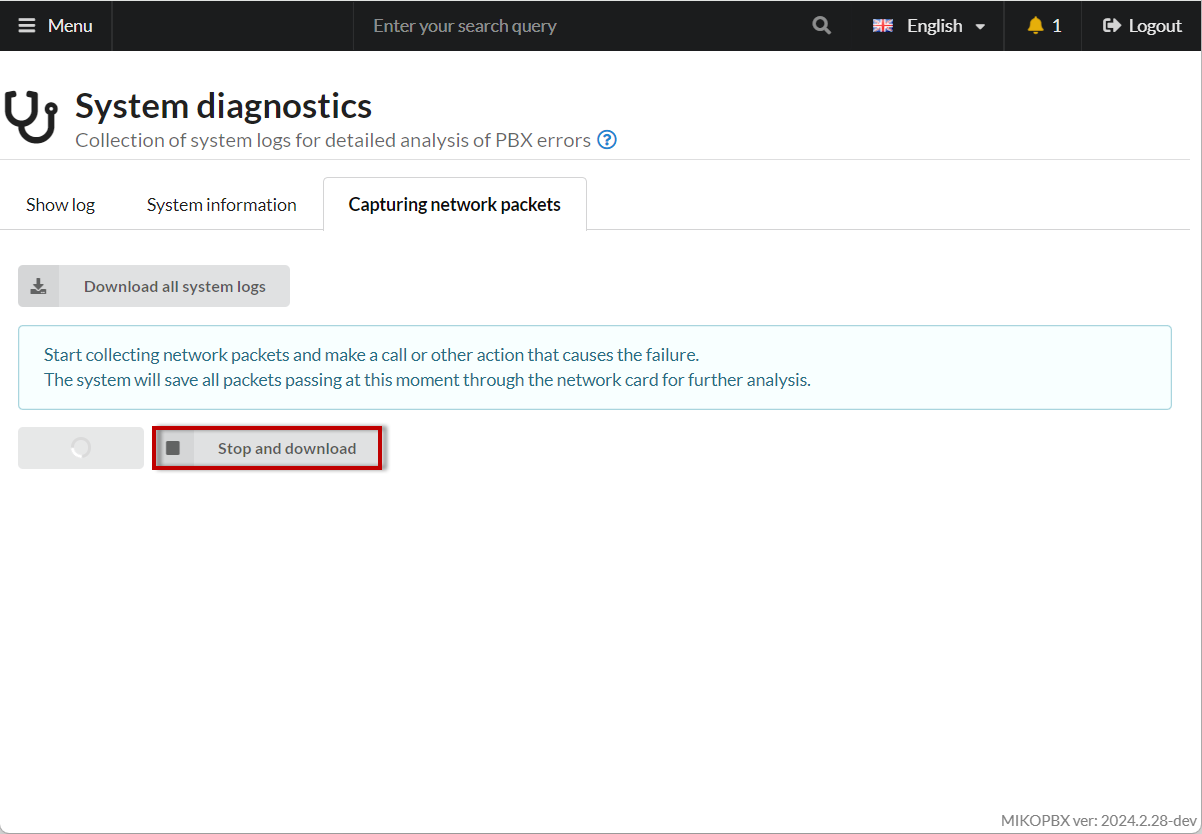 Menu
Enter your search query
English
1
Logout
System diagnostics
Collection of system logs for detailed analysis of PBX errors ?
Show log
System information
Capturing network packets
Download all system logs
Start collecting network packets and make a call or other action that causes the failure.
The system will save all packets passing at this moment through the network card for further analysis.
Stop and download
MIKOPBX ver: 2024.2.28-dev